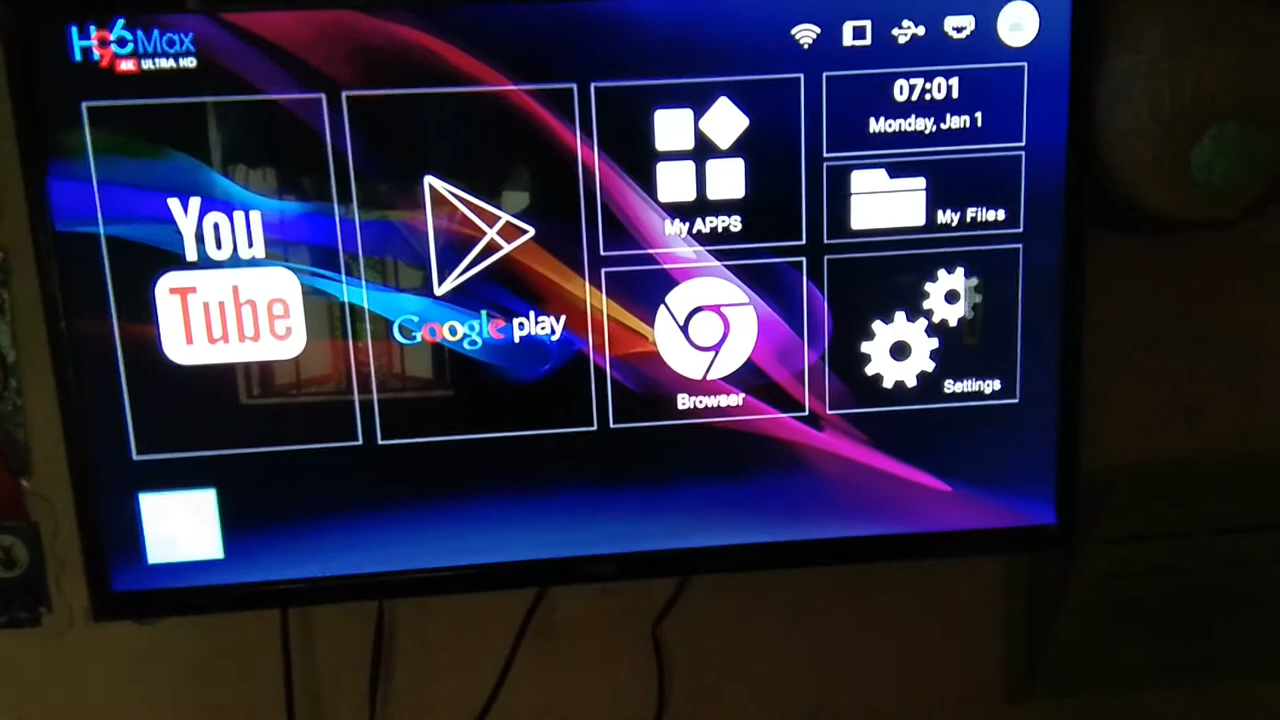 H96 Max
4K ULTRA HD
You
Tube
Google play
My APPS
Browser
07:01
Monday, Jan 1
My Files
Settings